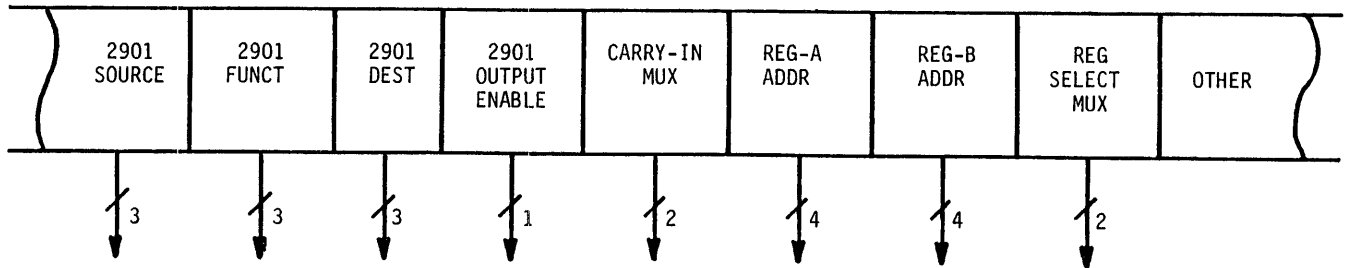 2901
SOURCE
2901
FUNCT
2901
DEST
2901
OUTPUT
ENABLE
CARRY-IN
MUX
REG-A
ADDR
REG-B
ADDR
REG
SELECT
MUX
OTHER
3
3
3
1
2
4
4
2